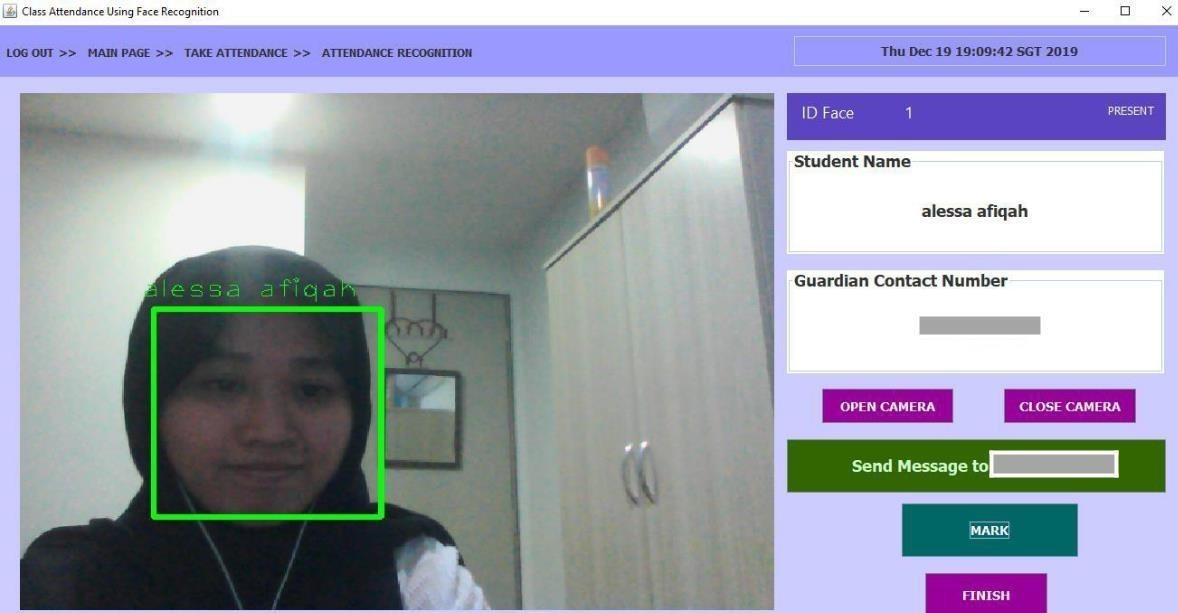 Class Attendance Using Face Recognition
LOG OUT >> MAIN PAGE >> TAKE ATTENDANCE >> ATTENDANCE RECOGNITION
Thu Dec 19 19:09:42 SGT 2019
ID Face 1 PRESENT
Student Name
alessa afiqah
alessa afiqah
Guardian Contact Number
OPEN CAMERA CLOSE CAMERA
Send Message to
MARK
FINISH